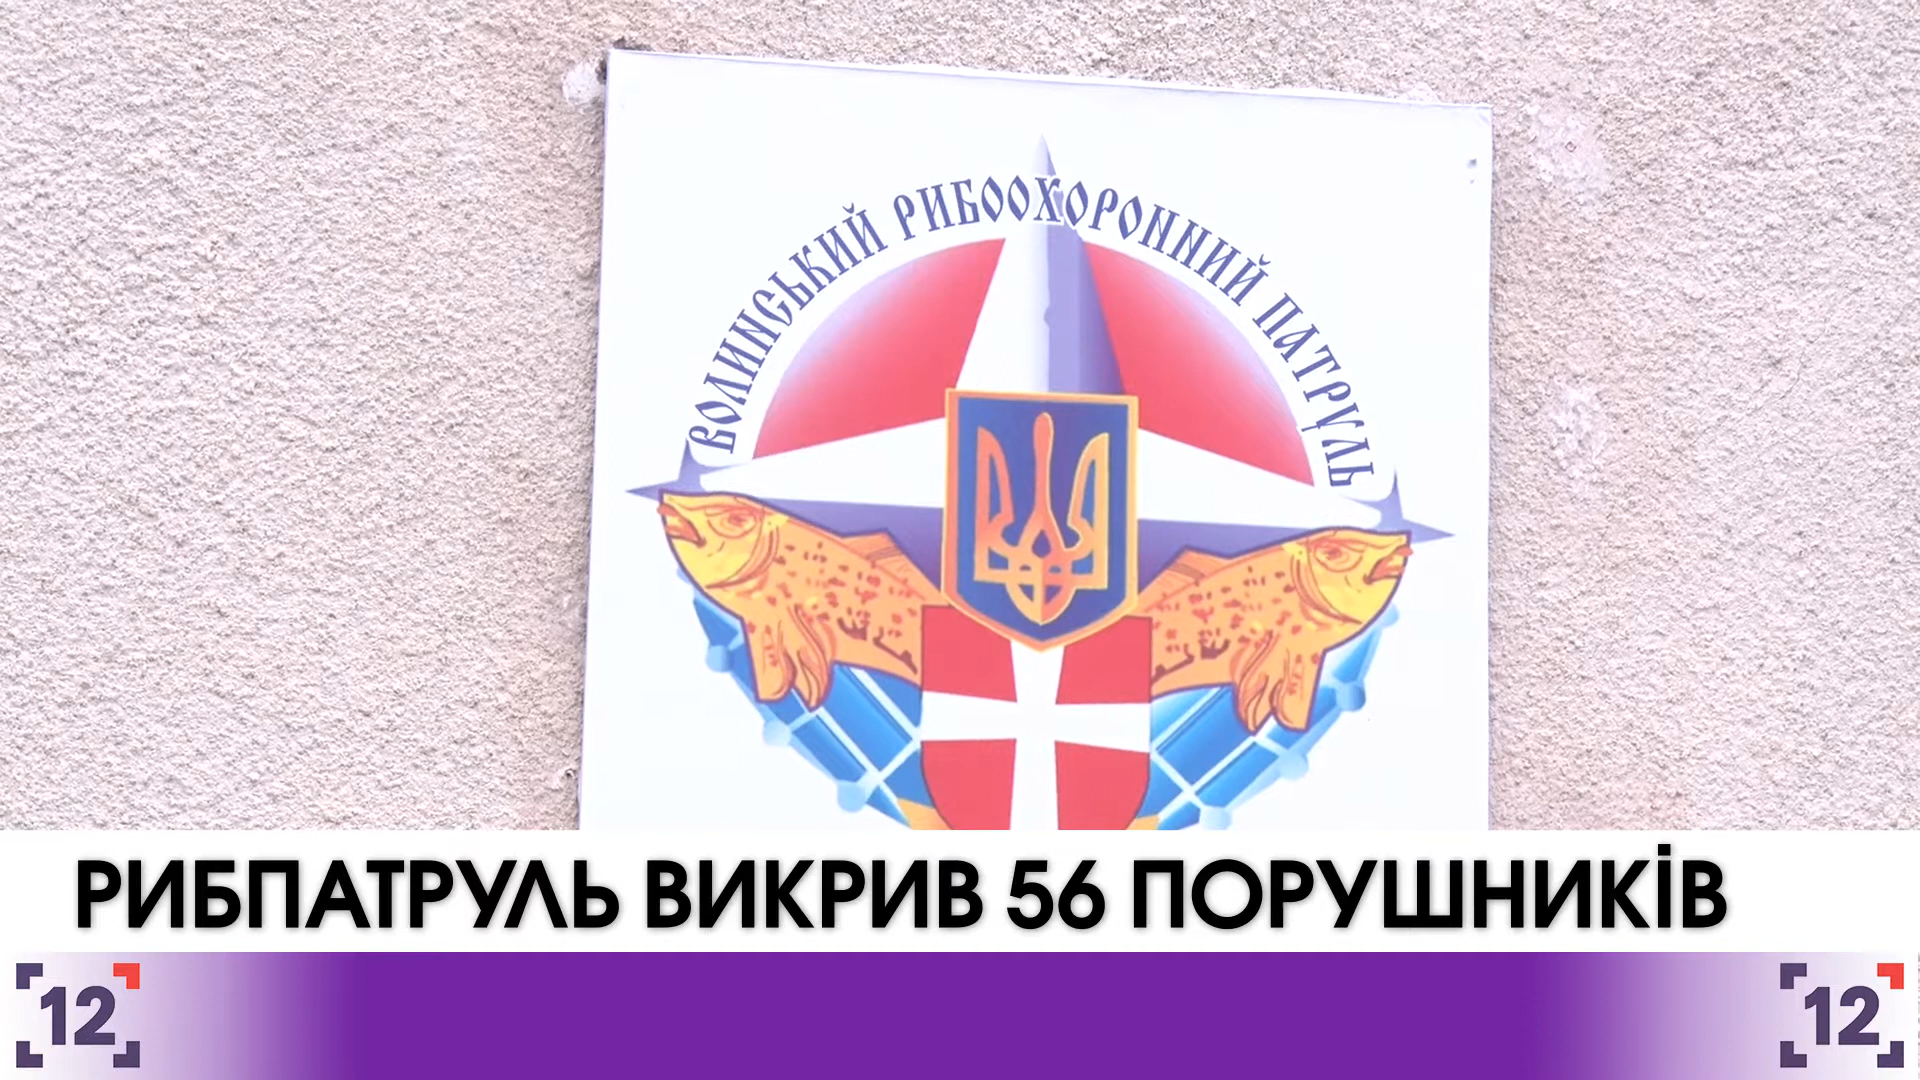 ВОЛИНСЬКИЙ РИБООХОРОННИЙ ПАТРУЛЬ
РИБПАТРУЛЬ ВИКРИВ 56 ПОРУШНИКІВ
12 12